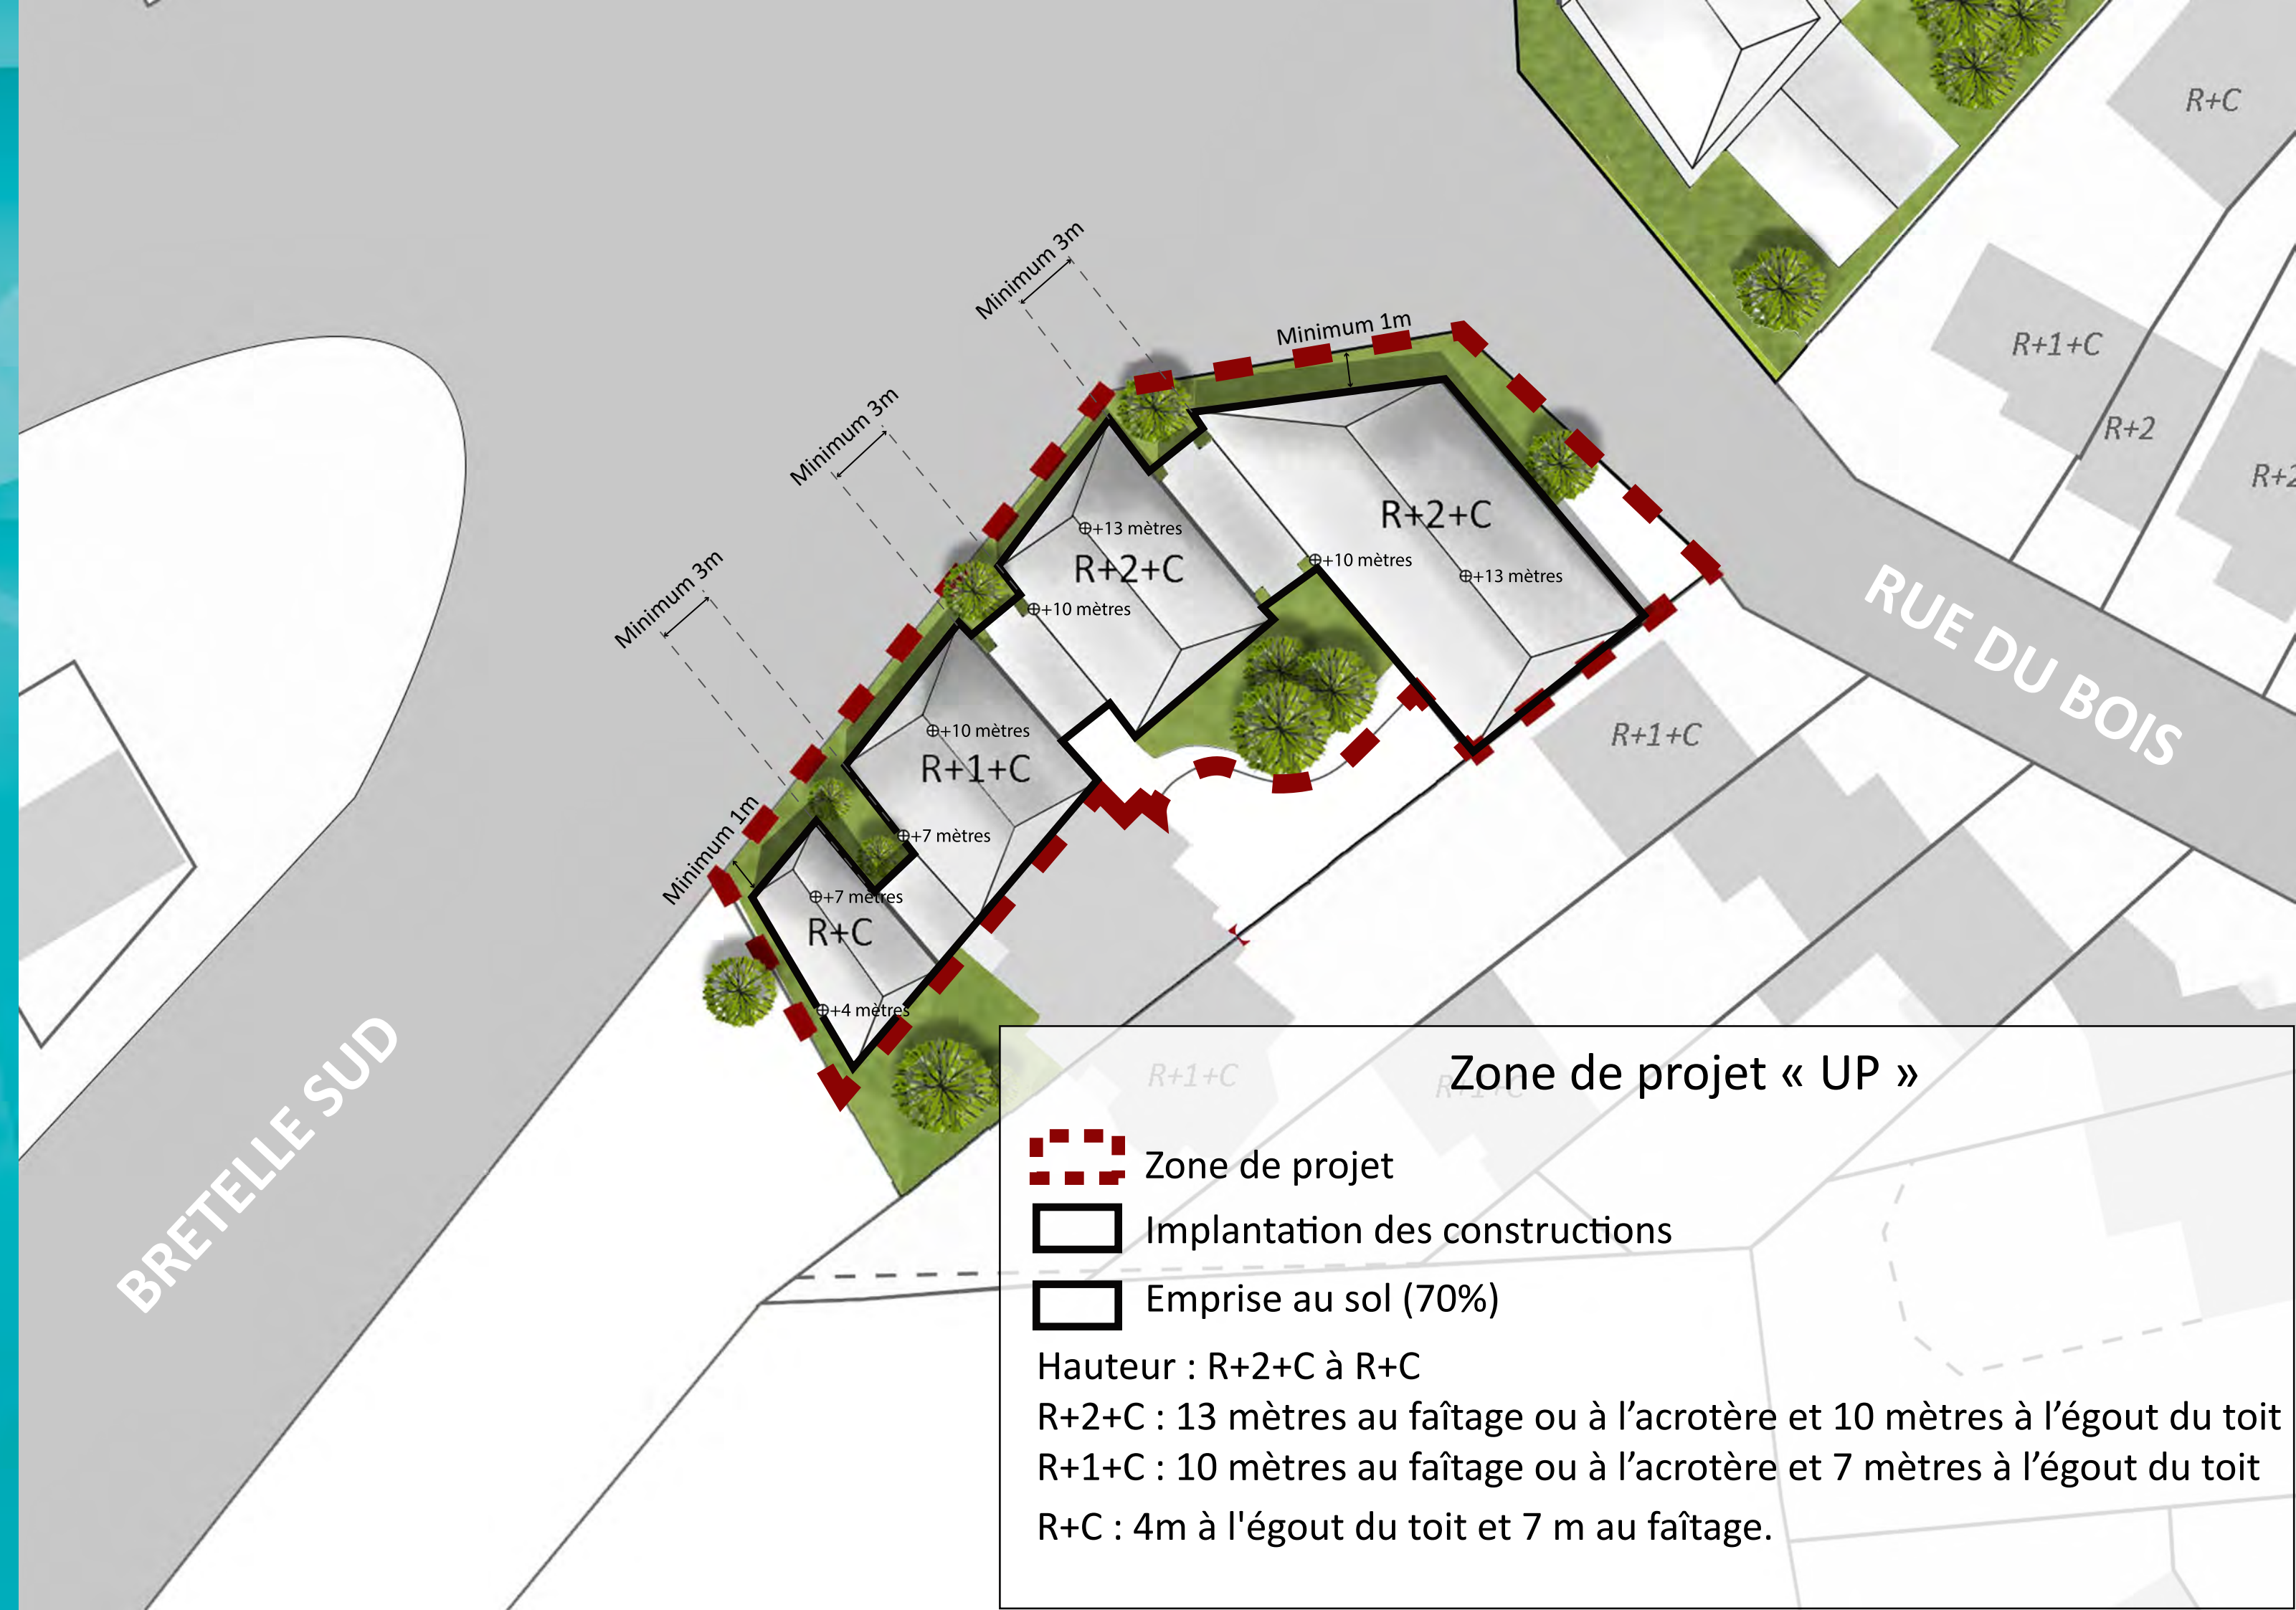 R+C
Minimum 3m
Minimum 1m
R+1+C
Minimum 3m
R+2
R+2+C
⊕+13 mètres
R+2+C
⊕+10 mètres
⊕+13 mètres
⊕+10 mètres
Minimum 3m
RUE DU BOIS
⊕+10 mètres
R+1+C
R+1+C
⊕+7 mètres
Minimum 1m
⊕+7 mètres
R+C
⊕+4 mètres
BRETELLE SUD
R+1+C
R+1+C
Zone de projet « UP »
Zone de projet
Implantation des constructions
Emprise au sol (70%)
Hauteur : R+2+C à R+C
R+2+C : 13 mètres au faîtage ou à l’acrotère et 10 mètres à l’égout du toit
R+1+C : 10 mètres au faîtage ou à l’acrotère et 7 mètres à l’égout du toit
R+C : 4m à l'égout du toit et 7 m au faîtage.